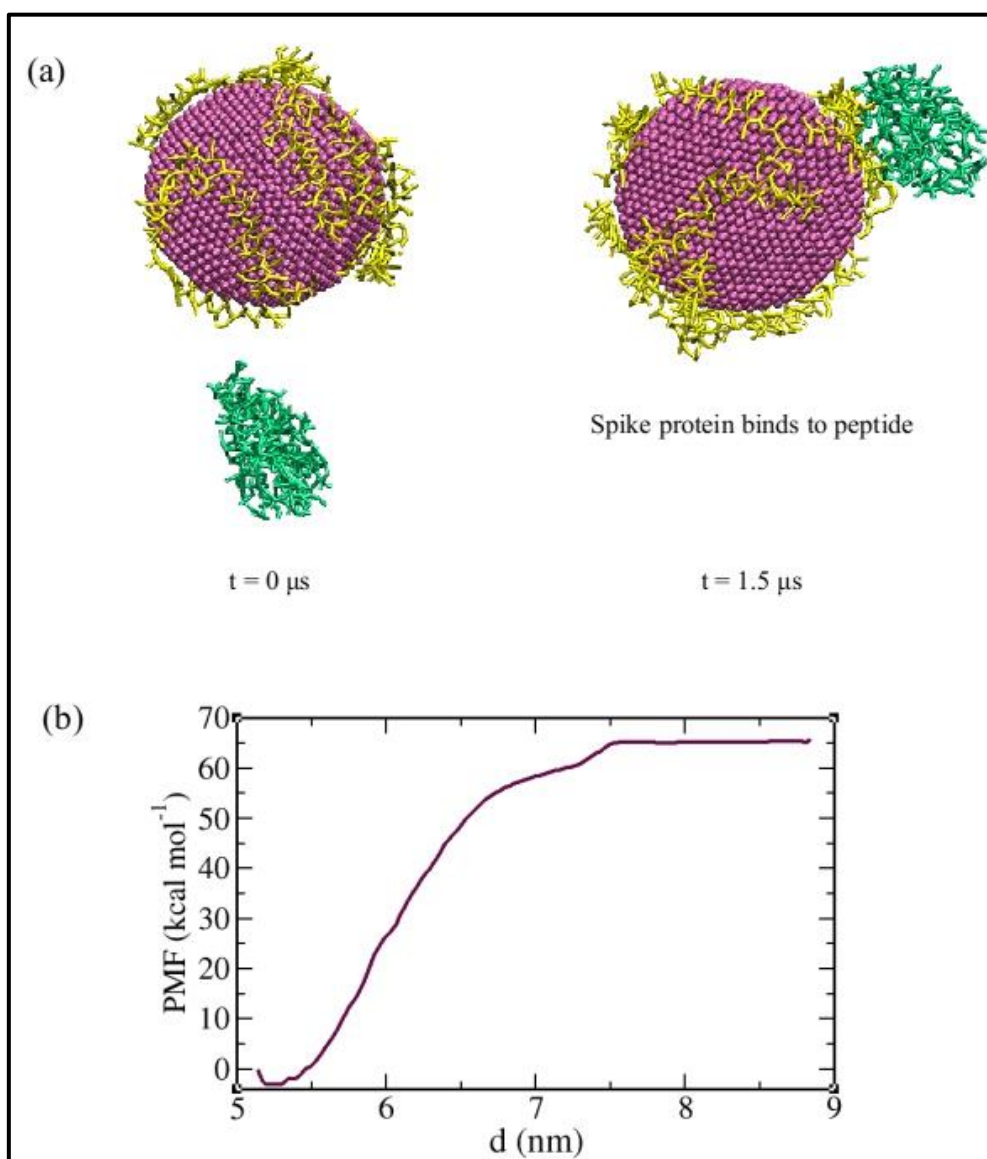 (a)
Spike protein binds to peptide
t = 0 μs
t = 1.5 μs
(b)
70
60
50
40
30
20
10
0
PMF (kcal mol⁻¹)
5
6
7
8
9
d (nm)